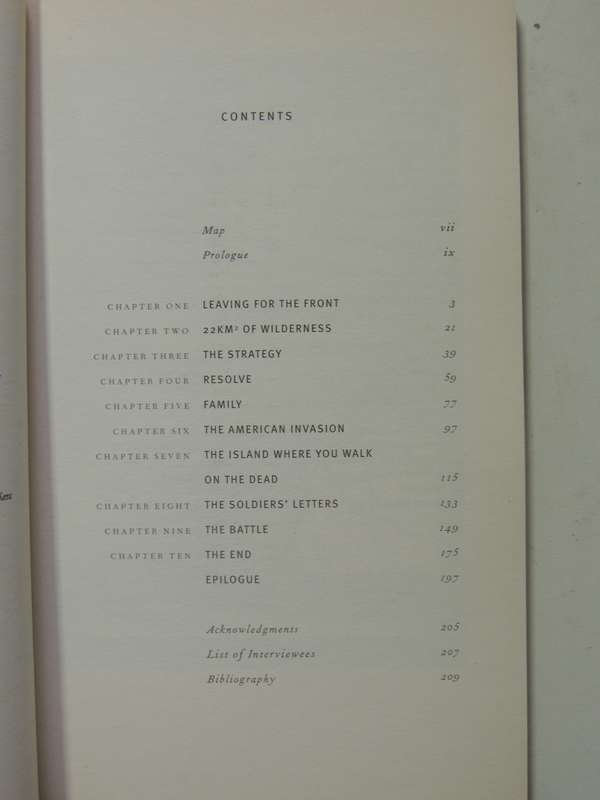 CONTENTS
Map vii
Prologue ix
CHAPTER ONE LEAVING FOR THE FRONT 3
CHAPTER TWO 22KM² OF WILDERNESS 21
CHAPTER THREE THE STRATEGY 39
CHAPTER FOUR RESOLVE 59
CHAPTER FIVE FAMILY 77
CHAPTER SIX THE AMERICAN INVASION 97
CHAPTER SEVEN THE ISLAND WHERE YOU WALK
ON THE DEAD 115
CHAPTER EIGHT THE SOLDIERS' LETTERS 133
CHAPTER NINE THE BATTLE 149
CHAPTER TEN THE END 175
EPILOGUE 197
Acknowledgments 205
List of Interviewees 207
Bibliography 209